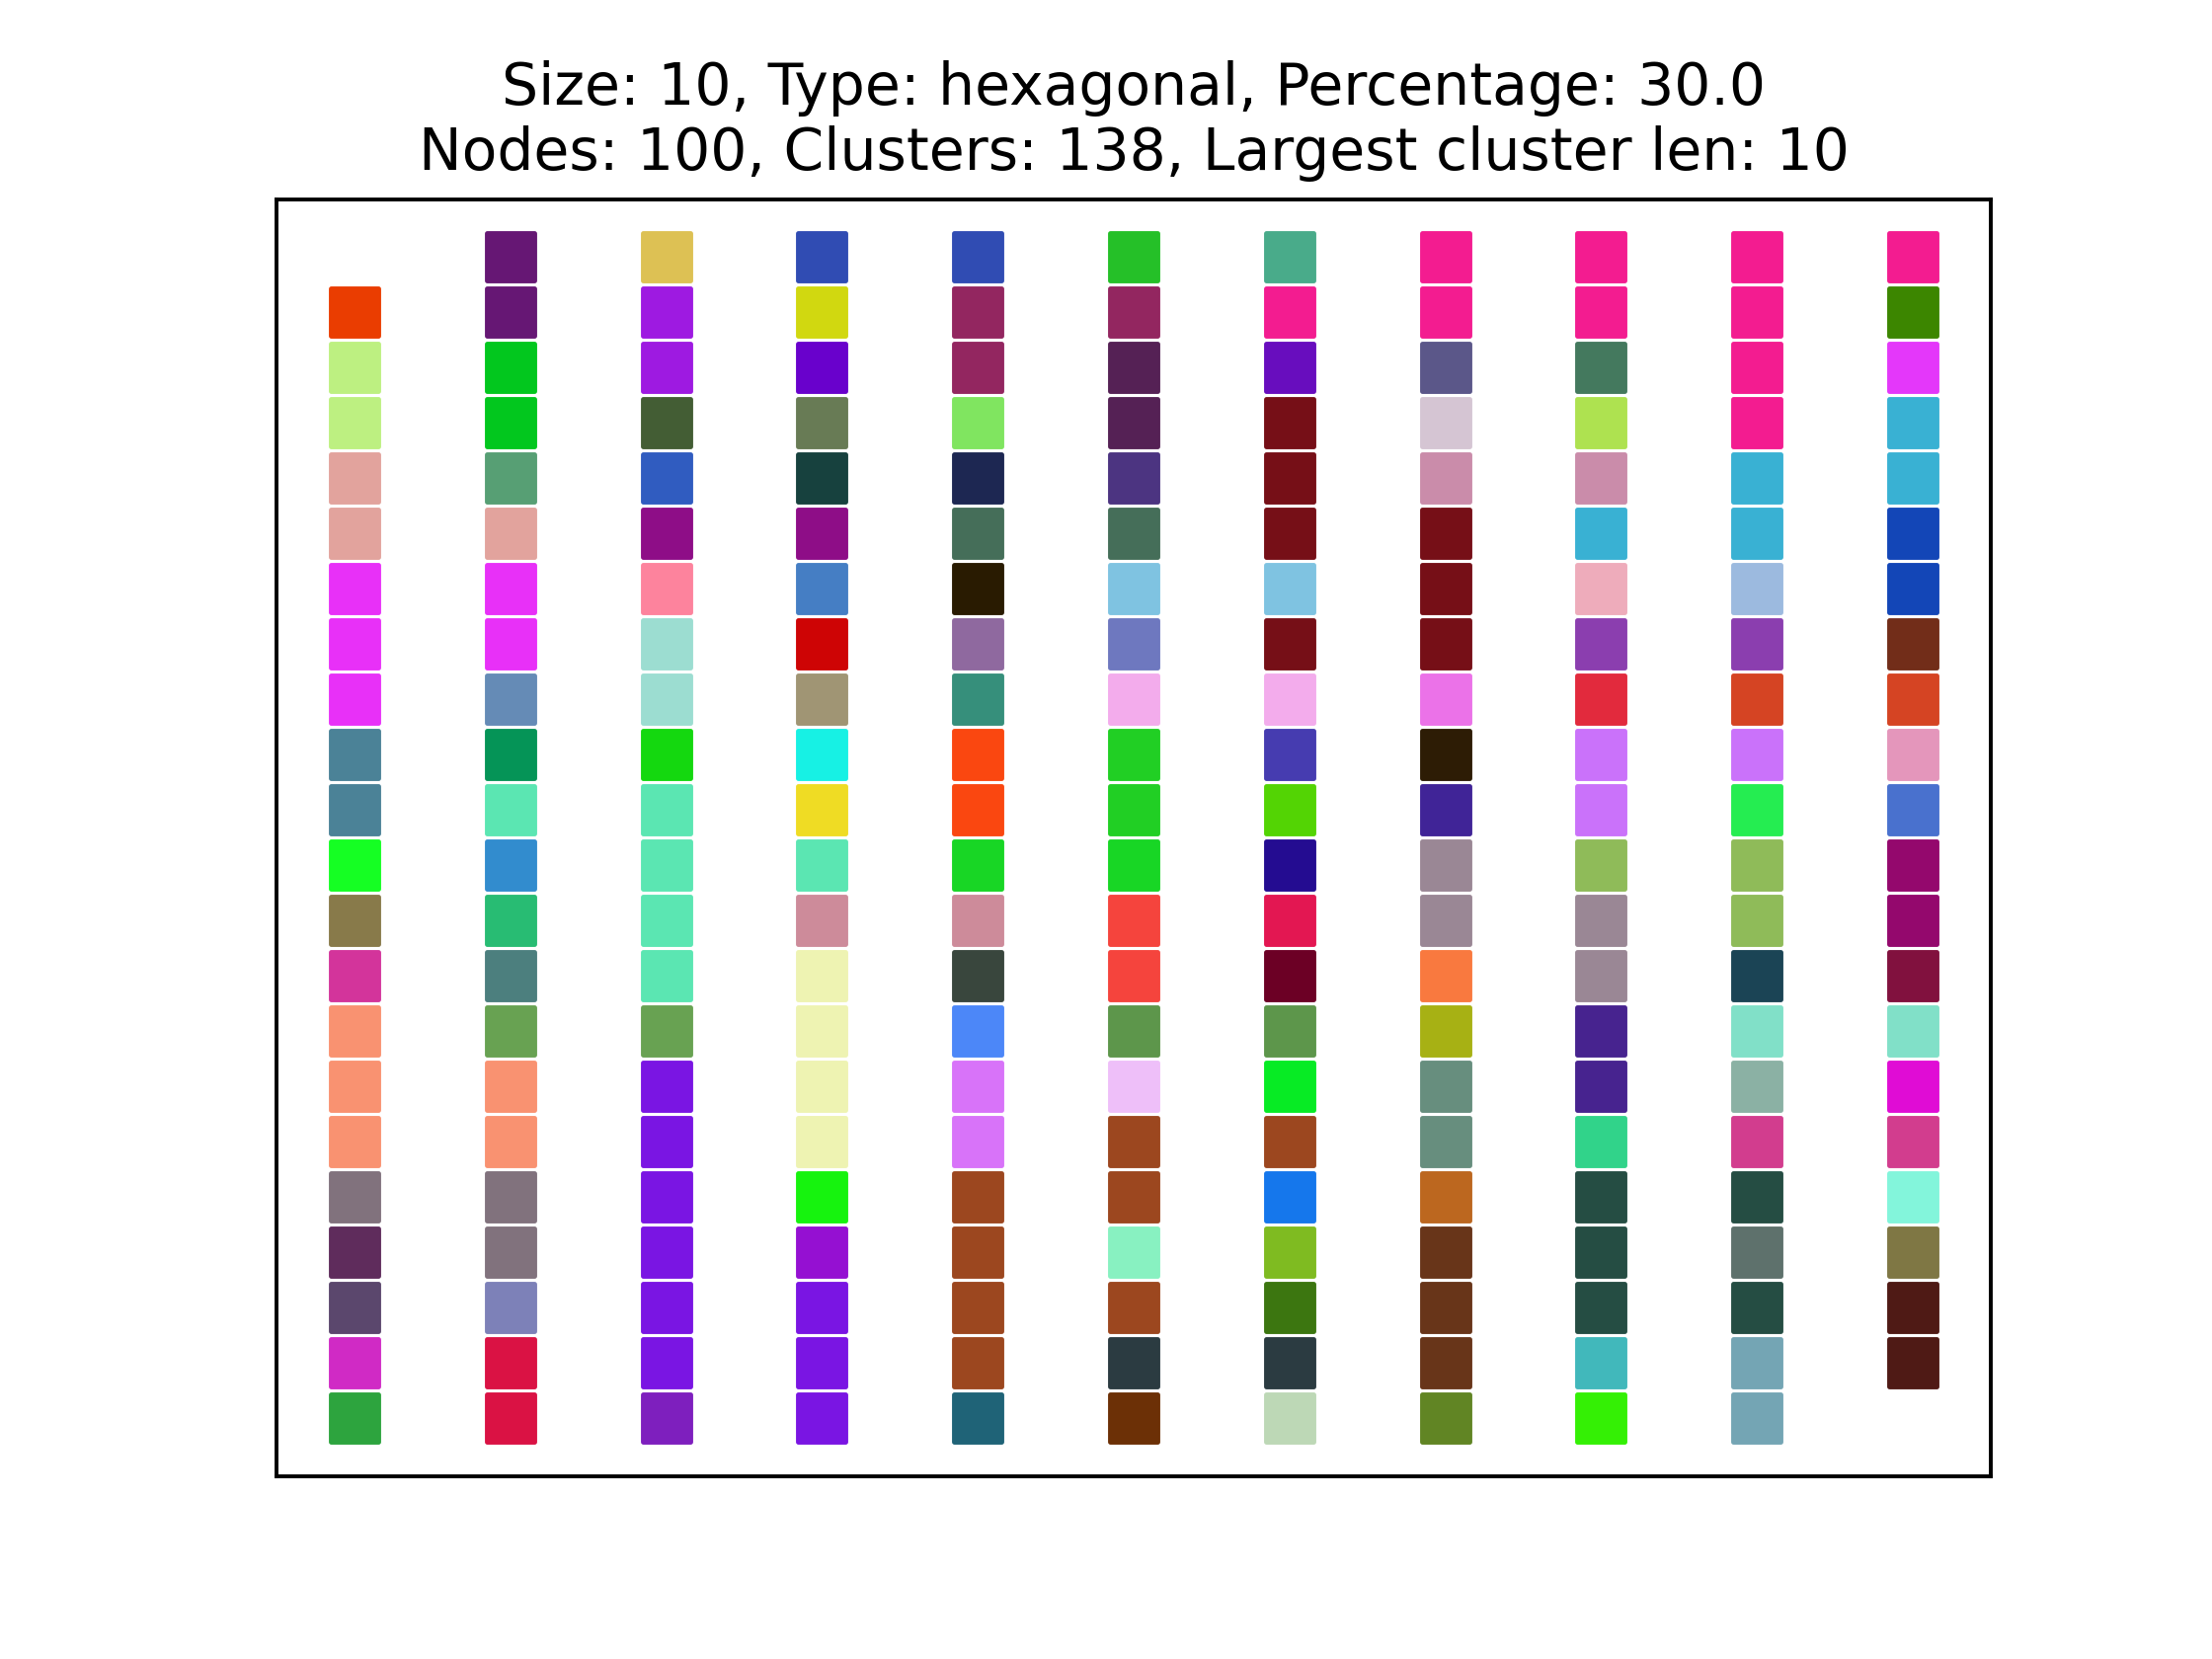 Size: 10, Type: hexagonal, Percentage: 30.0
Nodes: 100, Clusters: 138, Largest cluster len: 10